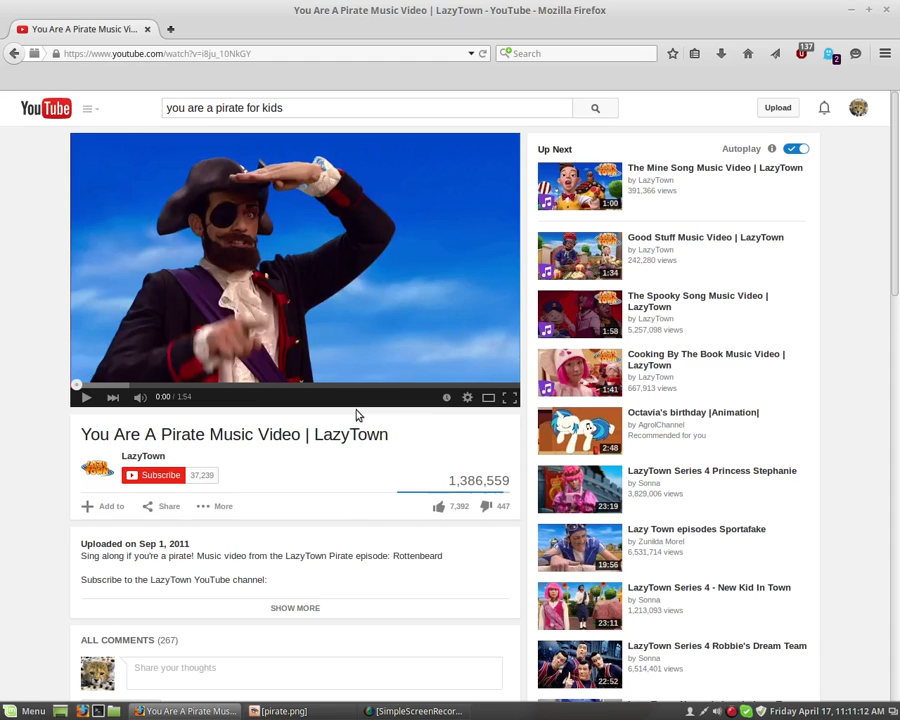 You Are A Pirate Music Video | LazyTown - YouTube - Mozilla Firefox
You Are A Pirate Music Vi...
https://www.youtube.com/watch?v=i8ju_10NkGY
Search
137
2
YouTube
you are a pirate for kids
Upload
0:00 / 1:54
You Are A Pirate Music Video | LazyTown
LazyTown
Subscribe 37,239
1,386,559
Add to Share More
7,392 447
Uploaded on Sep 1, 2011
Sing along if you're a pirate! Music video from the LazyTown Pirate episode: Rottenbeard
Subscribe to the LazyTown YouTube channel:
SHOW MORE
ALL COMMENTS (267)
Share your thoughts
Up Next
Autoplay
The Mine Song Music Video | LazyTown
by LazyTown
391,366 views
1:00
Good Stuff Music Video | LazyTown
by LazyTown
242,280 views
1:34
The Spooky Song Music Video |
LazyTown
by LazyTown
5,257,098 views
1:58
Cooking By The Book Music Video |
LazyTown
by LazyTown
667,913 views
1:41
Octavia's birthday |Animation|
by AgrolChannel
Recommended for you
2:48
LazyTown Series 4 Princess Stephanie
by Sonna
3,829,006 views
23:19
Lazy Town episodes Sportafake
by Zunilda Morel
6,531,714 views
19:56
LazyTown Series 4 - New Kid In Town
by Sonna
1,213,093 views
23:11
LazyTown Series 4 Robbie's Dream Team
by Sonna
6,514,669 views
22:52
Menu
You Are A Pirate Mus...
[pirate.png]
[SimpleScreenRecor...
Friday April 17, 11:11:12 AM